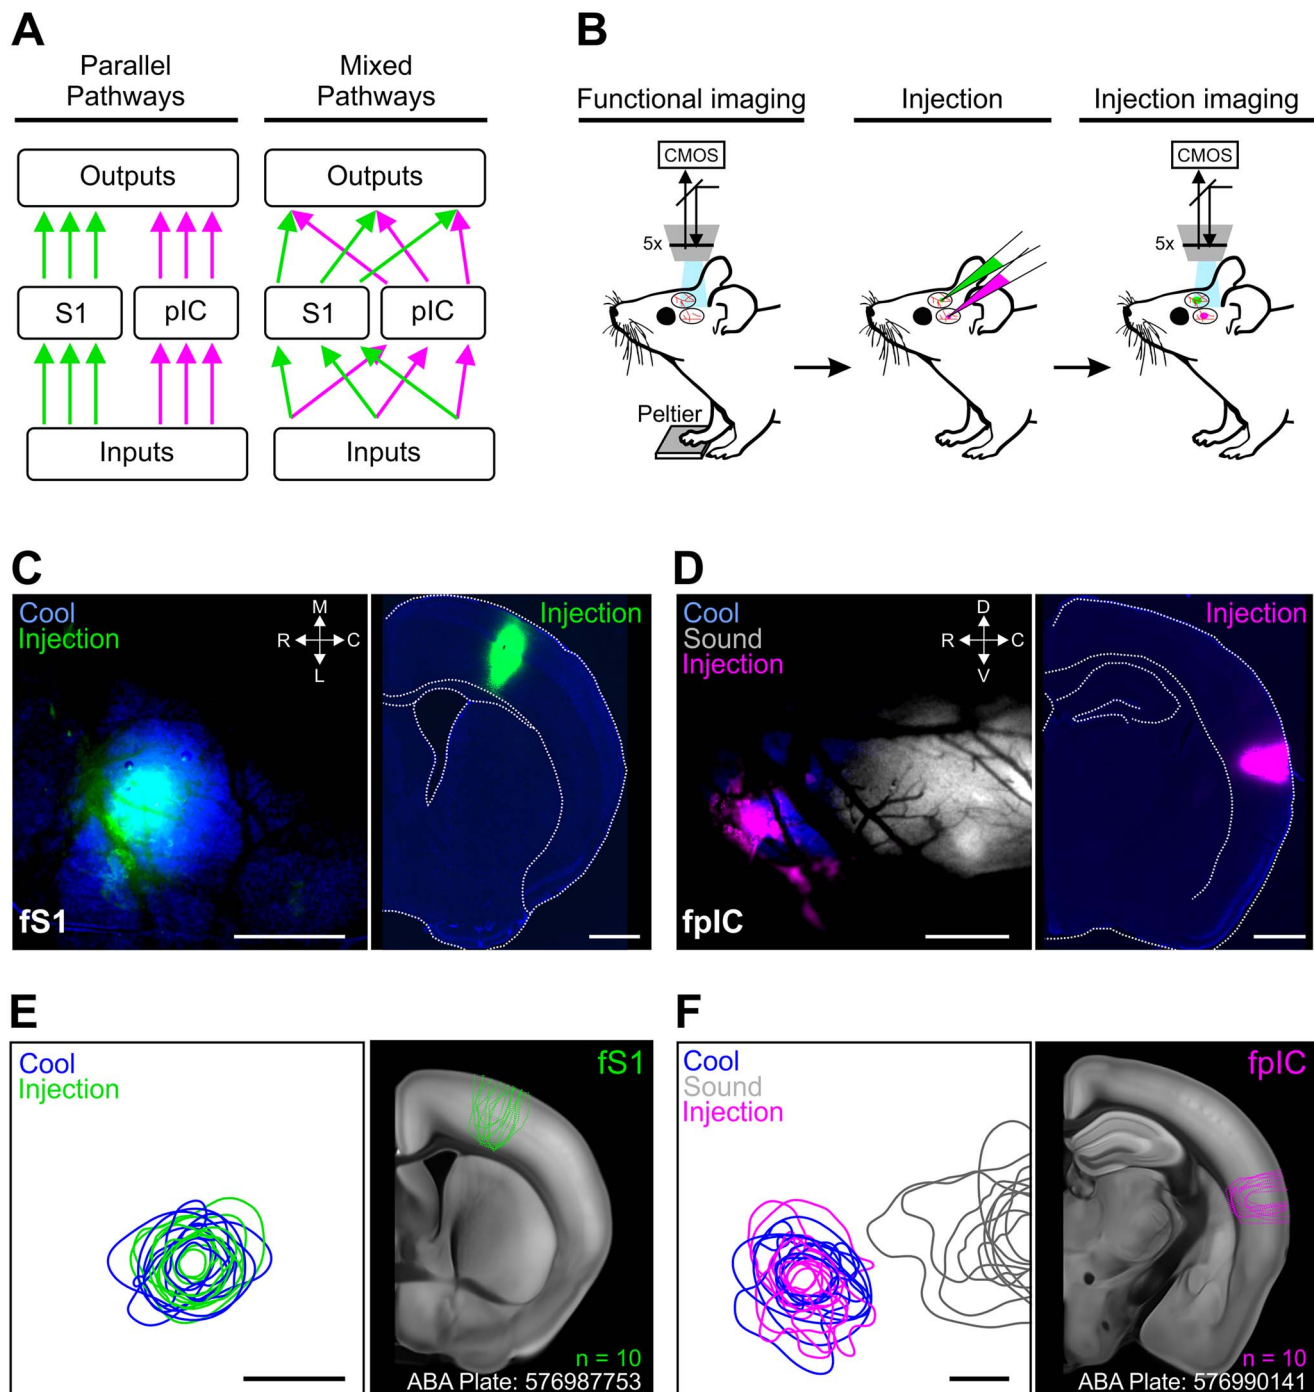 A
Parallel
Pathways
Mixed
Pathways
Outputs
Outputs
S1
pIC
S1
pIC
Inputs
Inputs
B
Functional imaging
Injection
Injection imaging
CMOS
CMOS
5x
5x
Peltier
C
Cool
Injection
M
R
C
L
fS1
Injection
D
Cool
Sound
Injection
D
R
C
V
fpIC
Injection
E
Cool
Injection
fS1
n = 10
ABA Plate: 576987753
F
Cool
Sound
Injection
fpIC
n = 10
ABA Plate: 576990141